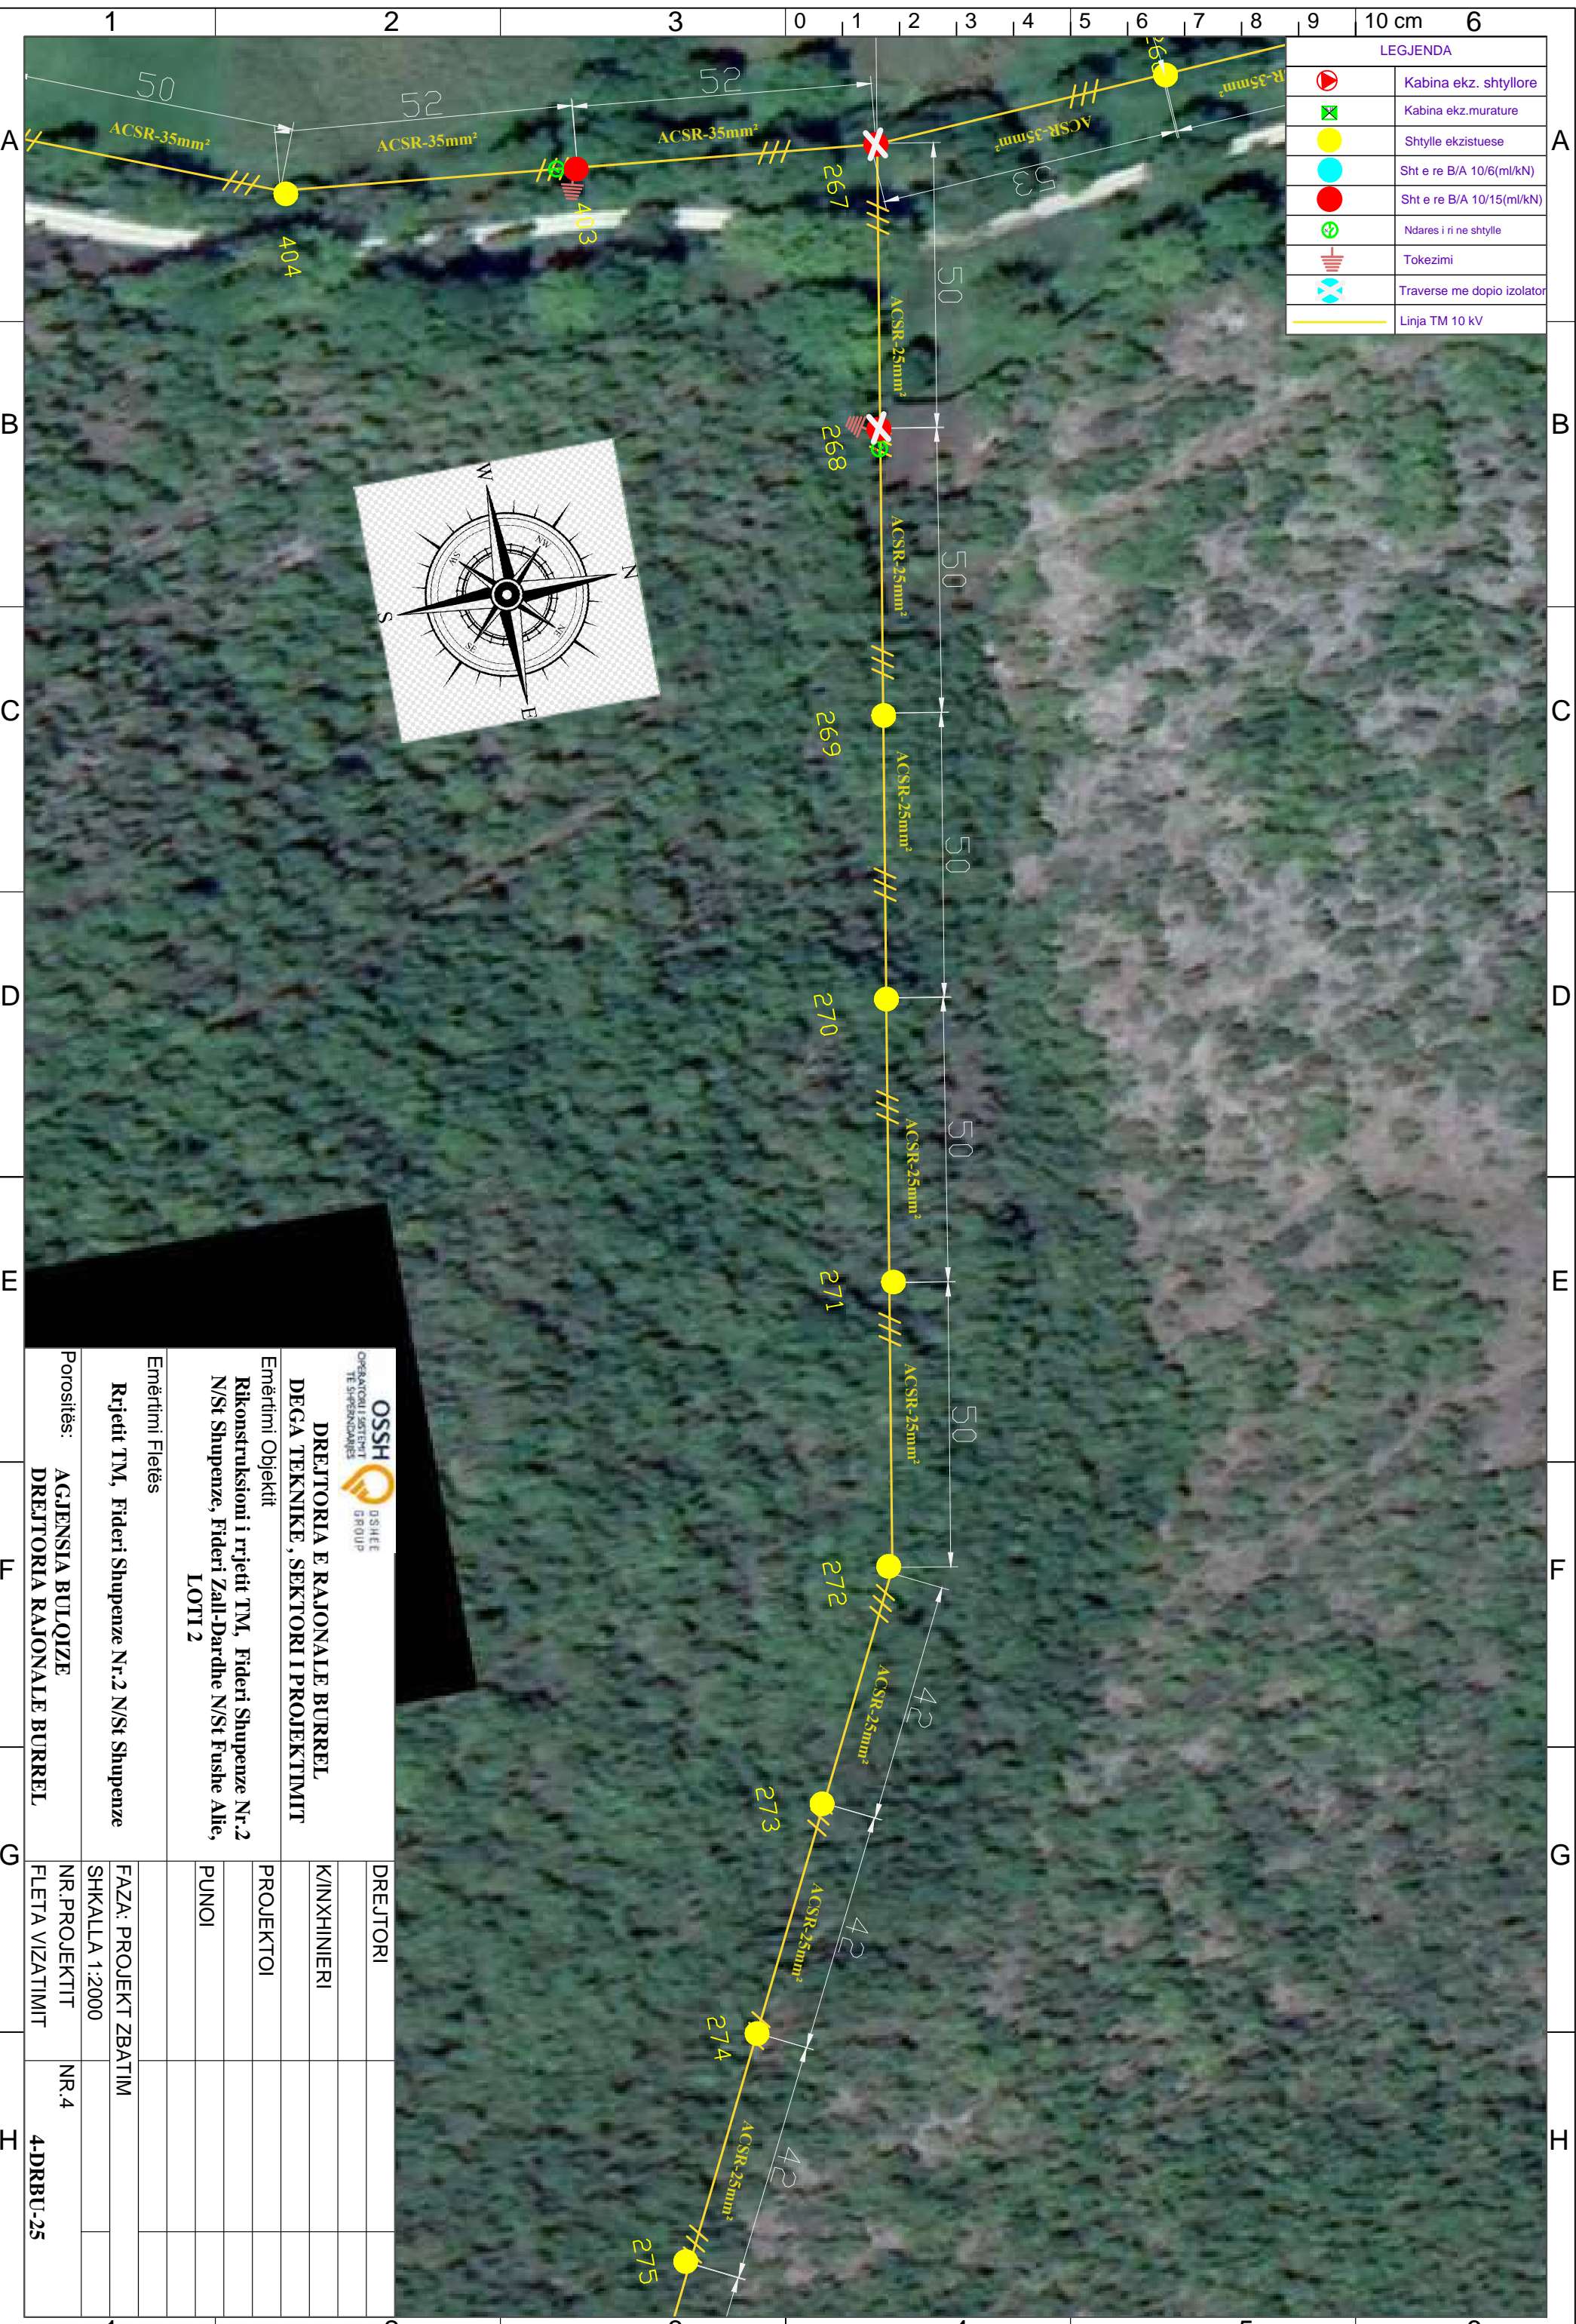 1 2 3 0 1 2 3 4 5 6 7 8 9 10 cm 6
LEGJENDA
Kabina ekz. shtyllore
Kabina ekz.murature
Shtylle ekzistuese
Sht e re B/A 10/6(ml/kN)
Sht e re B/A 10/15(ml/kN)
Ndares i ri ne shtylle
Tokezimi
Traverse me dopio izolator
Linja TM 10 kV
A A
B B
C C
D D
E E
F F
G G
H H
50
ACSR-35mm²
404
52
ACSR-35mm²
403
52
ACSR-35mm²
267
ACSR-35mm²
53
R-35mm²
50
ACSR-25mm²
268
50
ACSR-25mm²
269
50
ACSR-25mm²
270
50
ACSR-25mm²
271
50
ACSR-25mm²
272
42
ACSR-25mm²
273
42
ACSR-25mm²
274
42
ACSR-25mm²
275
W
NW
N
NE
E
SE
S
SW
OSSH
OPERATORI I SISTEMIT
TË SHPËRNDARJES
OSHEE
GROUP
DREJTORIA E RAJONALE BURREL
DEGA TEKNIKE , SEKTORI I PROJEKTIMIT
Emërtimi Objektit
Rikonstruksioni i rrjetit TM, Fideri Shupenze Nr.2
N/St Shupenze, Fideri Zall-Dardhe N/St Fushe Alie,
LOTI 2
Emërtimi Fletës
Rrjetit TM, Fideri Shupenze Nr.2 N/St Shupenze
Porositës:
AGJENSIA BULQIZE
DREJTORIA RAJONALE BURREL
DREJTORI
K/INXHINIERI
PROJEKTOI
PUNOI
FAZA: PROJEKT ZBATIM
SHKALLA 1:2000
NR.PROJEKTIT NR.4
FLETA VIZATIMIT 4-DRBU-25